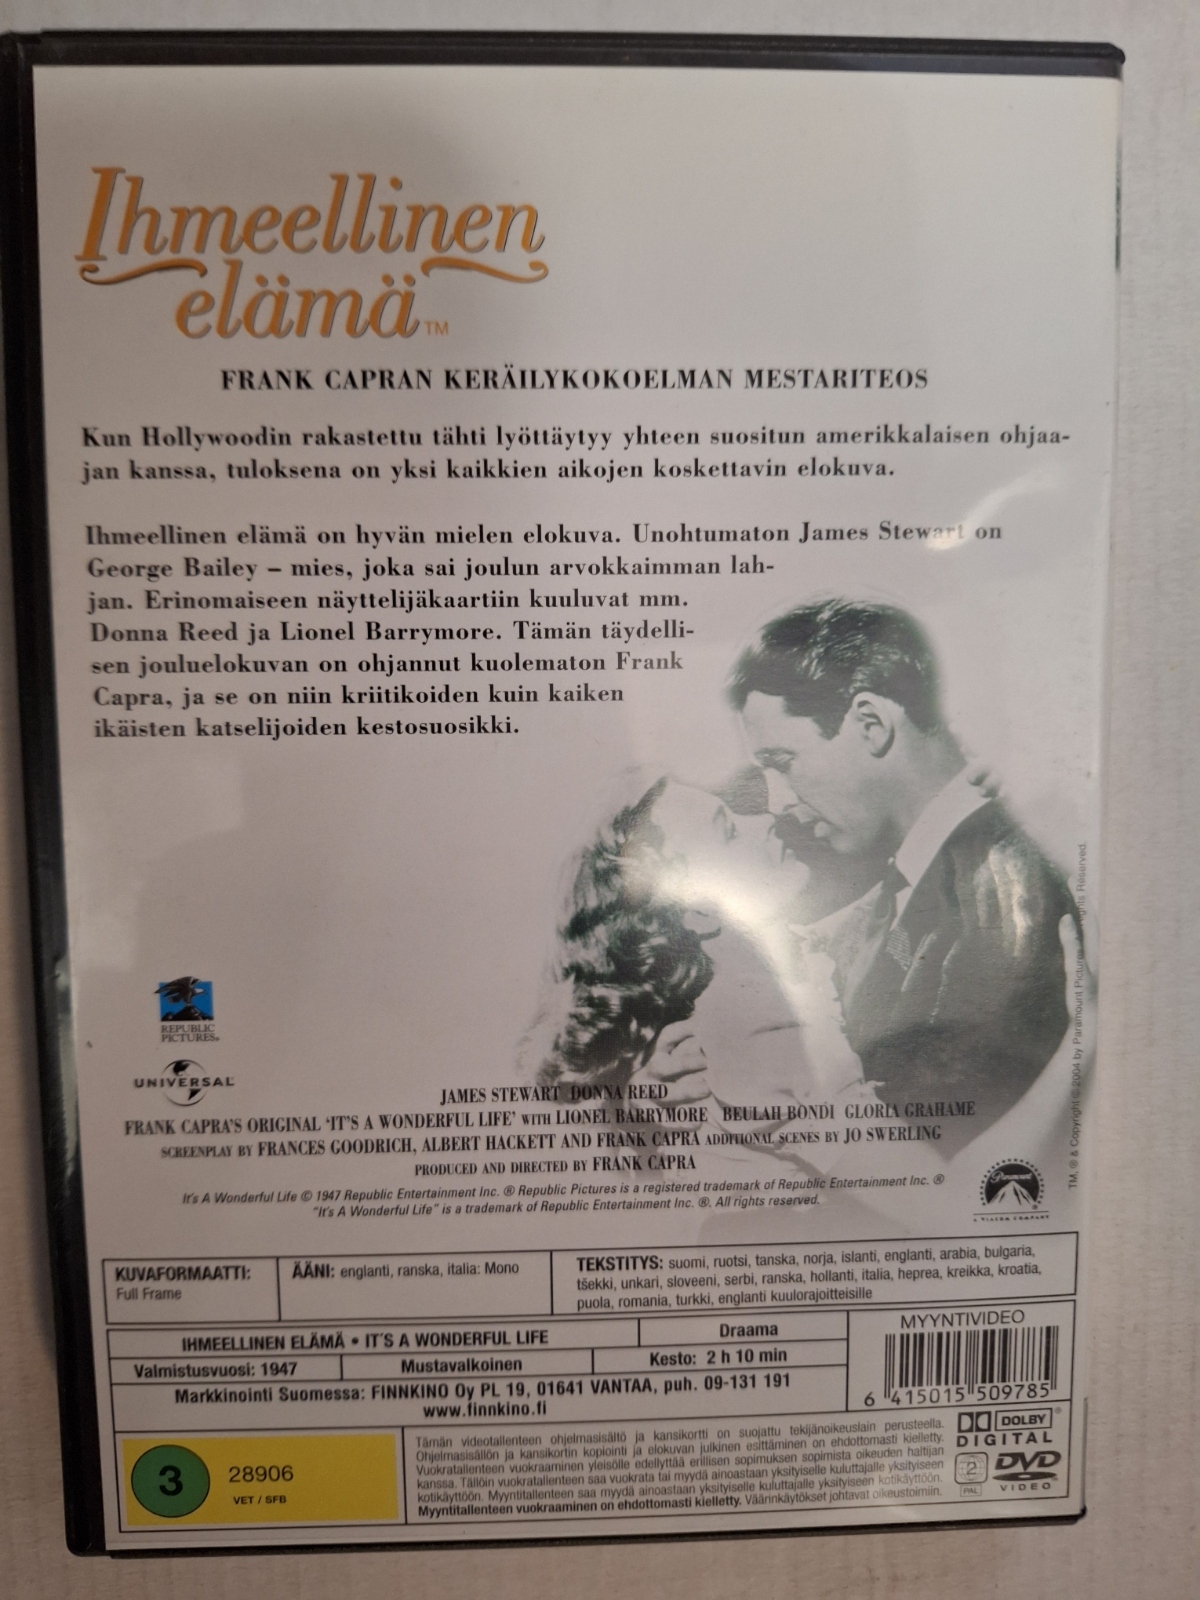 Ihmeellinen
elämä TM
FRANK CAPRAN KERÄILYKOKOELMAN MESTARITEOS
Kun Hollywoodin rakastettu tähti lyöttäytyy yhteen suositun amerikkalaisen ohjaa-
jan kanssa, tuloksena on yksi kaikkien aikojen koskettavin elokuva.
Ihmeellinen elämä on hyvän mielen elokuva. Unohtumaton James Stewart on
George Bailey – mies, joka sai joulun arvokkaimman lah-
jan. Erinomaiseen näyttelijäkaartiin kuuluvat mm.
Donna Reed ja Lionel Barrymore. Tämän täydelli-
sen jouluelokuvan on ohjannut kuolematon Frank
Capra, ja se on niin kriitikoiden kuin kaiken
ikäisten katselijoiden kestosuosikki.
TM, ® & Copyright © 2004 by Paramount Pictures. All Rights Reserved.
REPUBLIC
PICTURES®
UNIVERSAL
JAMES STEWART DONNA REED
FRANK CAPRA'S ORIGINAL 'IT'S A WONDERFUL LIFE' WITH LIONEL BARRYMORE BEULAH BONDI GLORIA GRAHAME
SCREENPLAY BY FRANCES GOODRICH, ALBERT HACKETT AND FRANK CAPRA ADDITIONAL SCENES BY JO SWERLING
PRODUCED AND DIRECTED BY FRANK CAPRA
It's A Wonderful Life © 1947 Republic Entertainment Inc. ® Republic Pictures is a registered trademark of Republic Entertainment Inc. ®
"It's A Wonderful Life" is a trademark of Republic Entertainment Inc. ®. All rights reserved.
Paramount
A VIACOM COMPANY
KUVAFORMAATTI:
Full Frame
ÄÄNI: englanti, ranska, italia: Mono
TEKSTITYS: suomi, ruotsi, tanska, norja, islanti, englanti, arabia, bulgaria,
tšekki, unkari, sloveeni, serbi, ranska, hollanti, italia, heprea, kreikka, kroatia,
puola, romania, turkki, englanti kuulorajoitteisille
IHMEELLINEN ELÄMÄ • IT'S A WONDERFUL LIFE
Draama
Valmistusvuosi: 1947
Mustavalkoinen
Kesto: 2 h 10 min
Markkinointi Suomessa: FINNKINO Oy PL 19, 01641 VANTAA, puh. 09-131 191
www.finnkino.fi
MYYNTIVIDEO
6 415015 509785
3
28906
VET / SFB
Tämän videotallenteen ohjelmasisältö ja kansikortti on suojattu tekijänoikeuslain perusteella.
Ohjelmasisällön ja kansikortin kopiointi ja elokuvan julkinen esittäminen on ehdottomasti kielletty.
Vuokratallenteen vuokraaminen yleisölle edellyttää erillisen sopimuksen sopimista oikeuden haltijan
kanssa. Tällöin vuokratallenteen saa vuokrata tai myydä ainoastaan yksityiselle kuluttajalle yksityiseen
kotikäyttöön. Myyntitallenteen saa myydä ainoastaan yksityiselle kuluttajalle yksityiseen kotikäyttöön.
Myyntitallenteen vuokraaminen on ehdottomasti kielletty. Väärinkäytökset johtavat oikeustoimiin.
DOLBY
DIGITAL
2
PAL
DVD
VIDEO